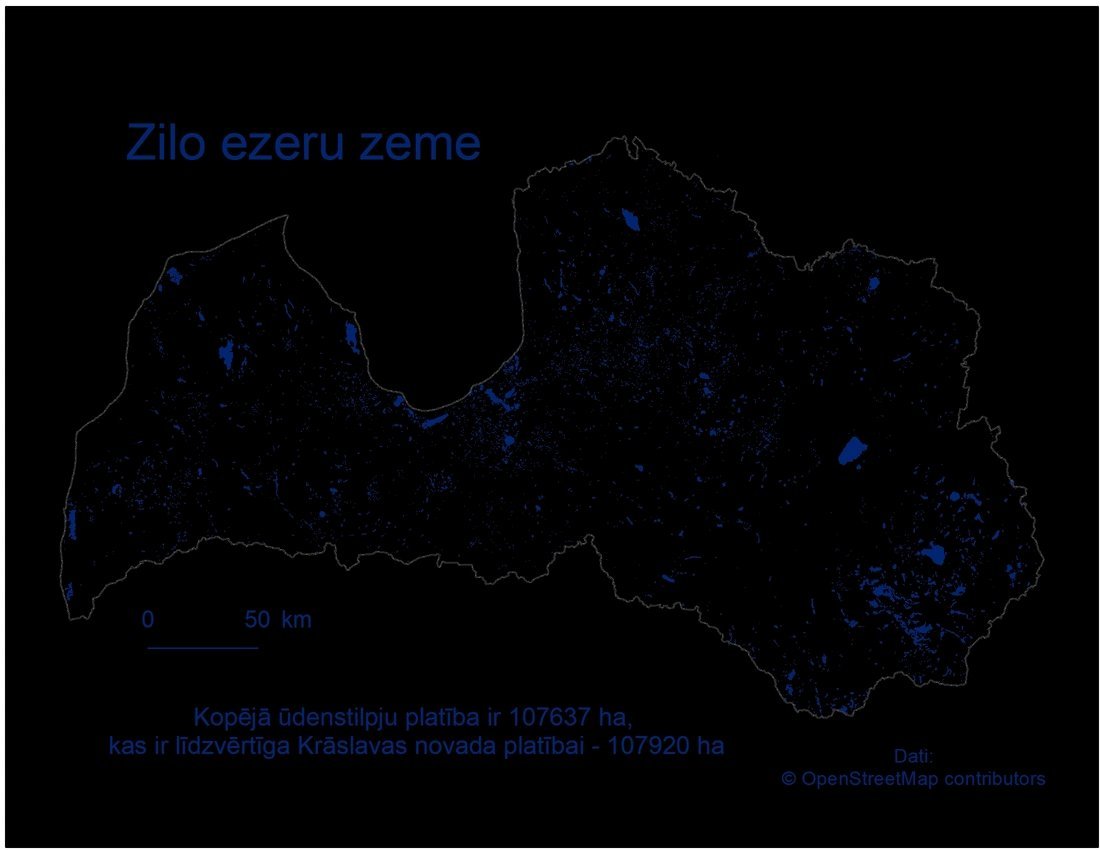 Zilo ezeru zeme
0 50 km
Kopējā ūdenstilpju platība ir 107637 ha,
kas ir līdzvērtīga Krāslavas novada platībai - 107920 ha
Dati:
© OpenStreetMap contributors